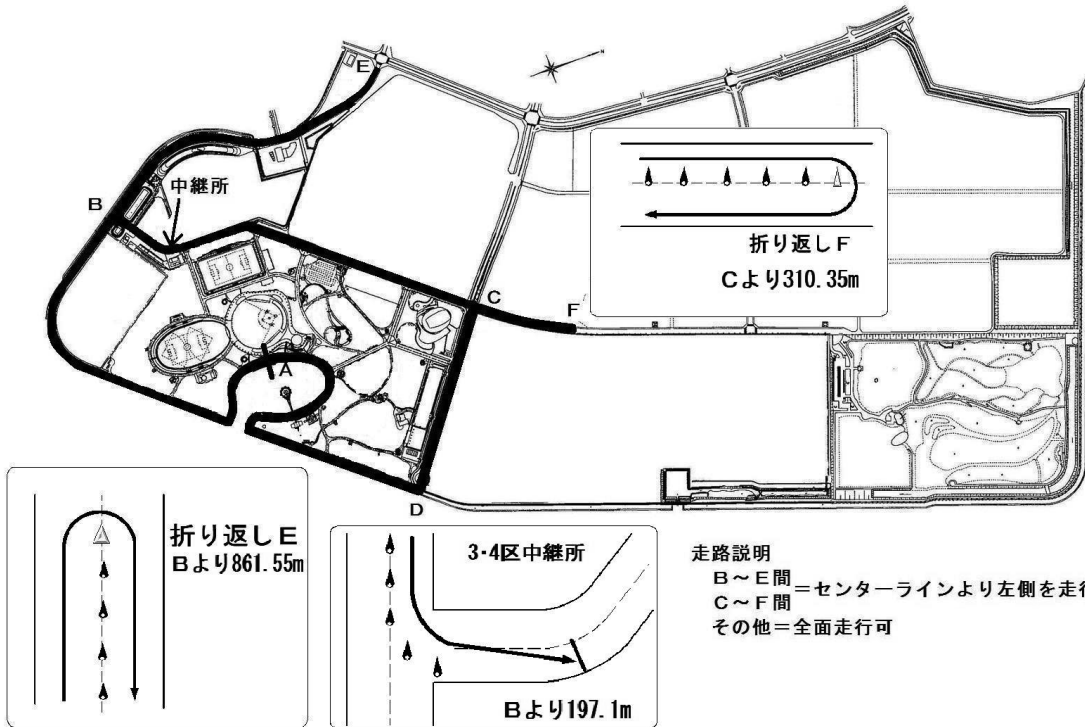 E
N
中継所
B
折り返しF
Cより310.35m
C
F
A
D
折り返しE
Bより861.55m
3・4区中継所
Bより197.1m
走路説明
B～E間
C～F間
＝センターラインより左側を走行
その他＝全面走行可